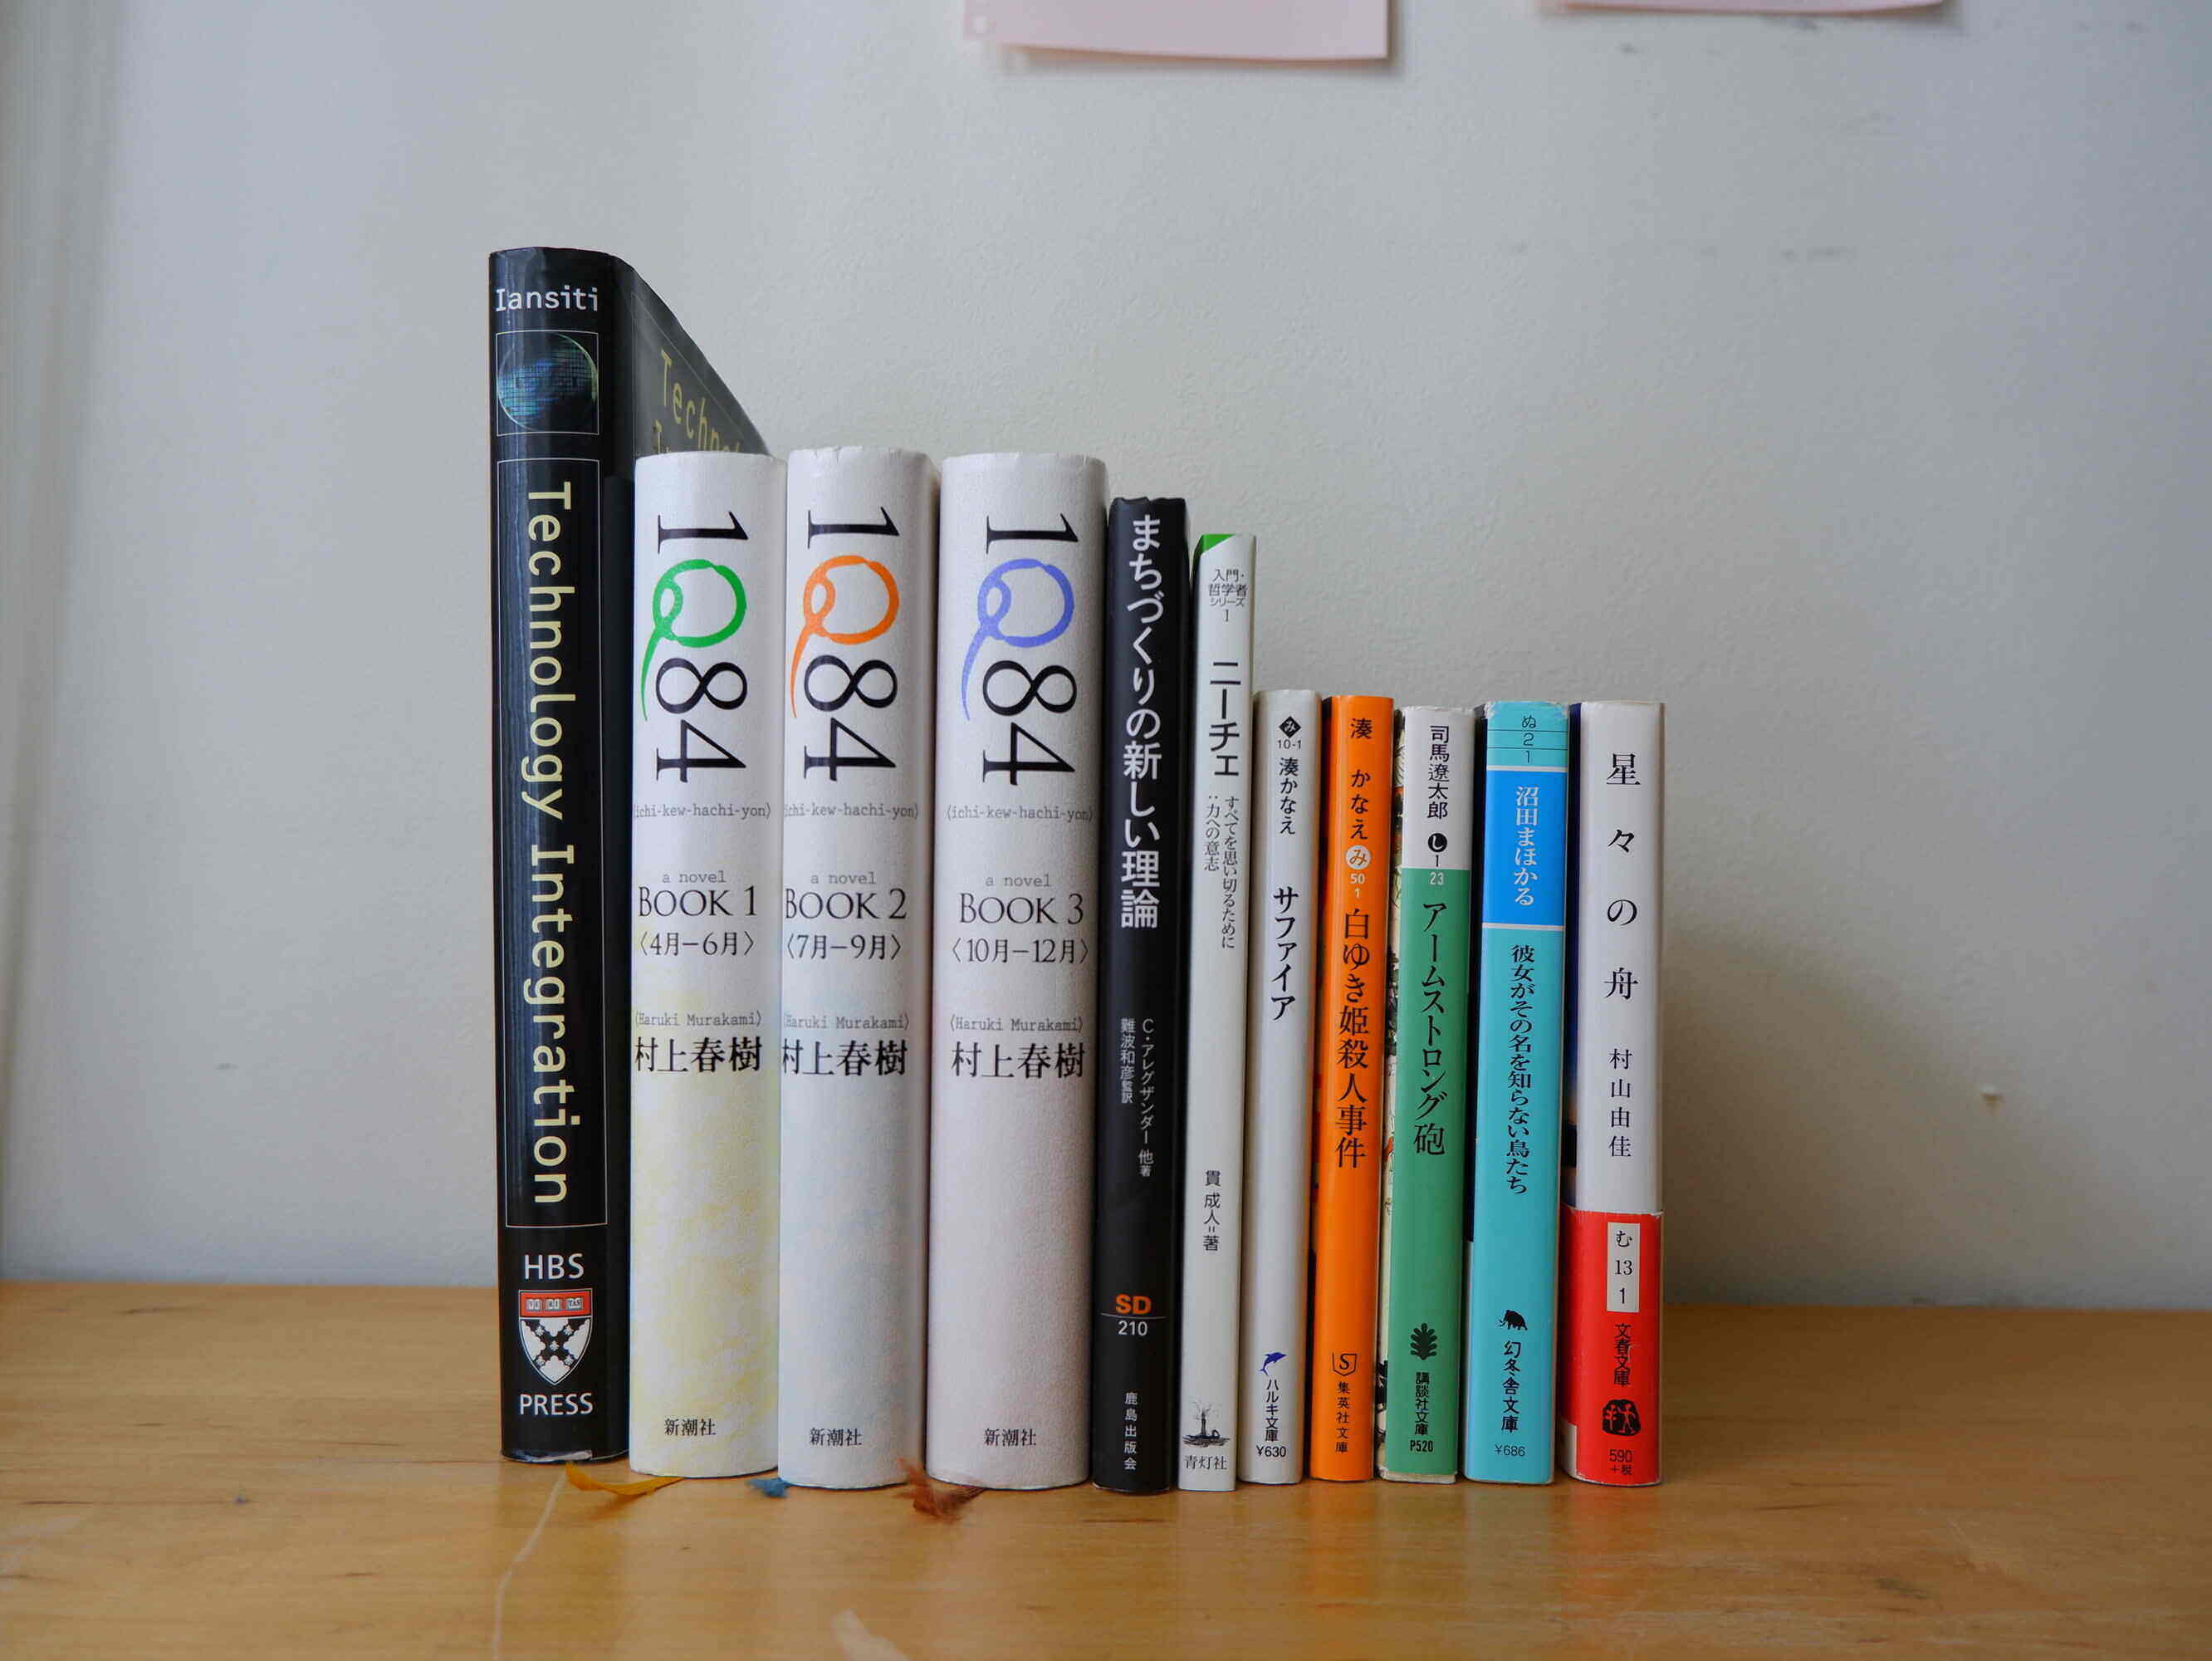 Iansiti
Technology Integration
HBS
PRESS
Techno
1Q84
(ichi-kew-hachi-yon)
a novel
BOOK 1
〈4月−6月〉
(Haruki Murakami)
村上春樹
新潮社
1Q84
(ichi-kew-hachi-yon)
a novel
BOOK 2
〈7月−9月〉
(Haruki Murakami)
村上春樹
新潮社
1Q84
(ichi-kew-hachi-yon)
a novel
BOOK 3
〈10月−12月〉
(Haruki Murakami)
村上春樹
新潮社
まちづくりの新しい理論
C・アレグザンダー 他著
難波和彦監訳
SD
210
鹿島出版会
入門・
哲学者
シリーズ
1
ニーチェ
すべてを思い切るために
：力への意志
貫 成人=著
青灯社
み
10-1
湊かなえ
サファイア
ハルキ文庫
¥630
湊 かなえ
み
50
1
白ゆき姫殺人事件
S
集英社文庫
司馬遼太郎
し
1
23
アームストロング砲
講談社文庫
P520
ぬ
2
1
沼田まほかる
彼女がその名を知らない鳥たち
幻冬舎文庫
¥686
星々の舟
村山由佳
む
13
1
文春文庫
590
+税